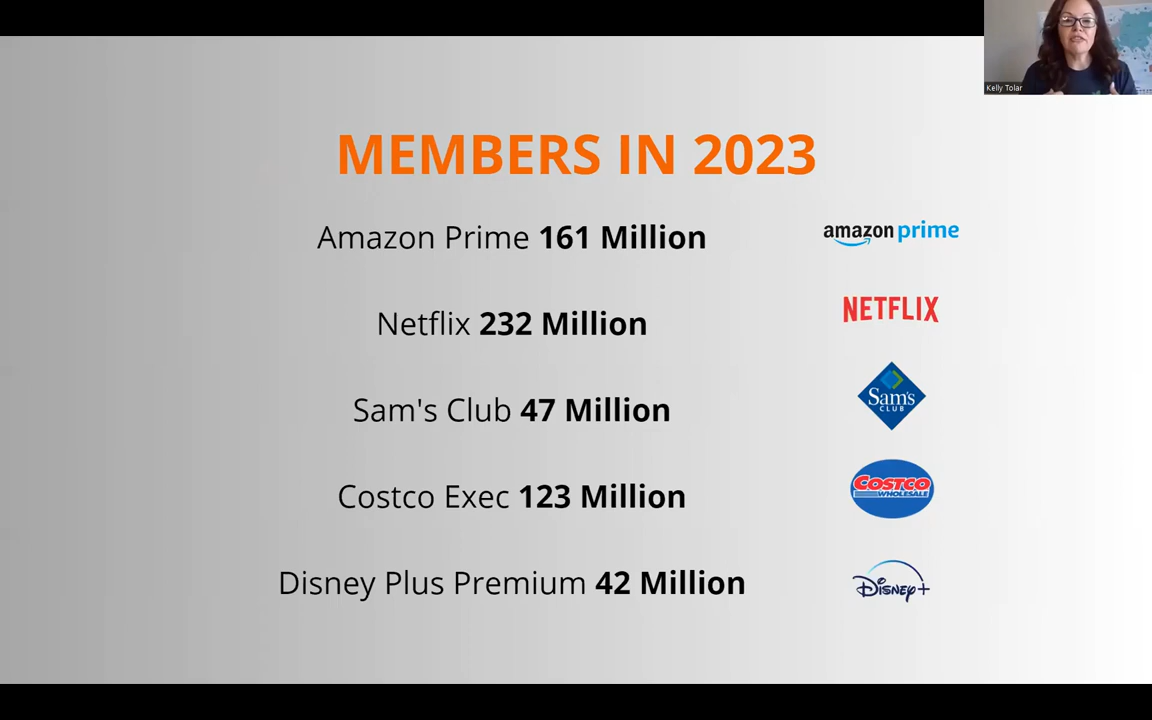 Kelly Tolar
MEMBERS IN 2023
Amazon Prime 161 Million
amazon prime
Netflix 232 Million
NETFLIX
Sam's Club 47 Million
Sam's
CLUB
Costco Exec 123 Million
COSTCO
WHOLESALE
Disney Plus Premium 42 Million
Disney+